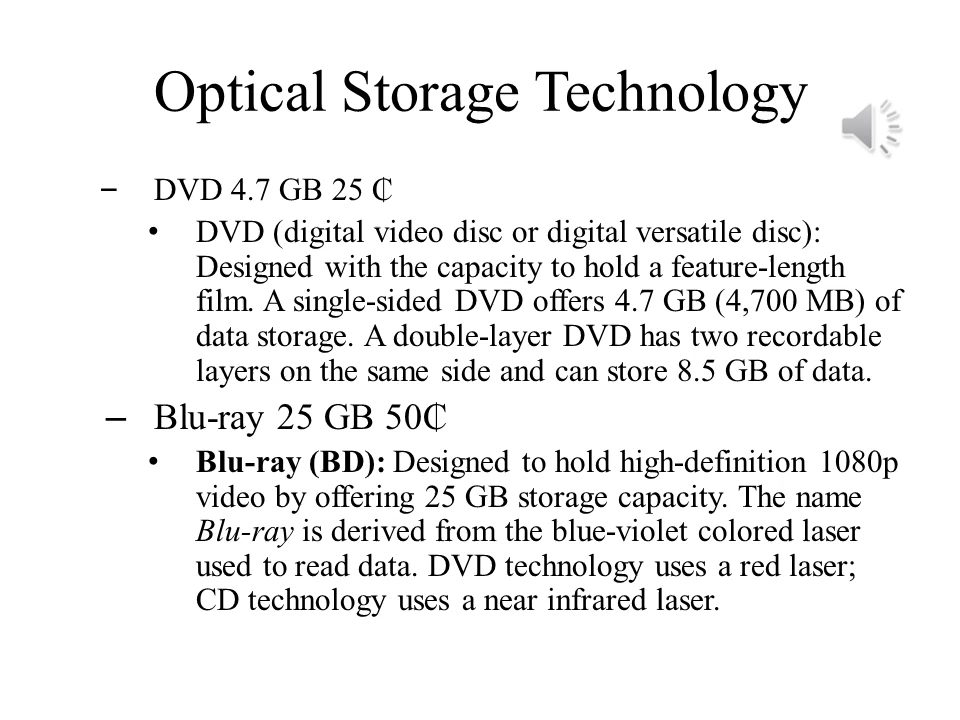 Optical Storage Technology
– DVD 4.7 GB 25 ₵
• DVD (digital video disc or digital versatile disc):
Designed with the capacity to hold a feature-length
film. A single-sided DVD offers 4.7 GB (4,700 MB) of
data storage. A double-layer DVD has two recordable
layers on the same side and can store 8.5 GB of data.
– Blu-ray 25 GB 50₵
• Blu-ray (BD): Designed to hold high-definition 1080p
video by offering 25 GB storage capacity. The name
Blu-ray is derived from the blue-violet colored laser
used to read data. DVD technology uses a red laser;
CD technology uses a near infrared laser.